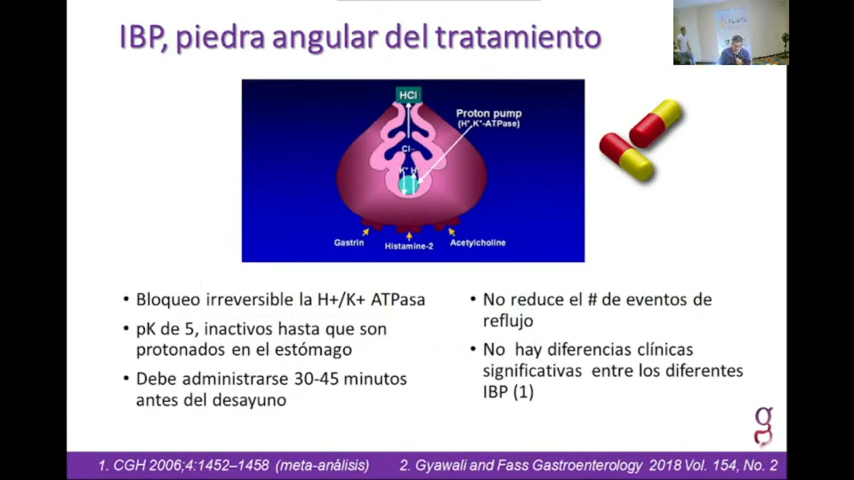 IBP, piedra angular del tratamiento
HCl
Proton pump
(H⁺,K⁺-ATPase)
Cl-
K⁺ H
Gastrin
Histamine-2
Acetylcholine
• Bloqueo irreversible la H+/K+ ATPasa
• pK de 5, inactivos hasta que son
protonados en el estómago
• Debe administrarse 30-45 minutos
antes del desayuno
• No reduce el # de eventos de
reflujo
• No hay diferencias clínicas
significativas entre los diferentes
IBP (1)
1. CGH 2006;4:1452–1458 (meta-análisis)
2. Gyawali and Fass Gastroenterology 2018 Vol. 154, No. 2